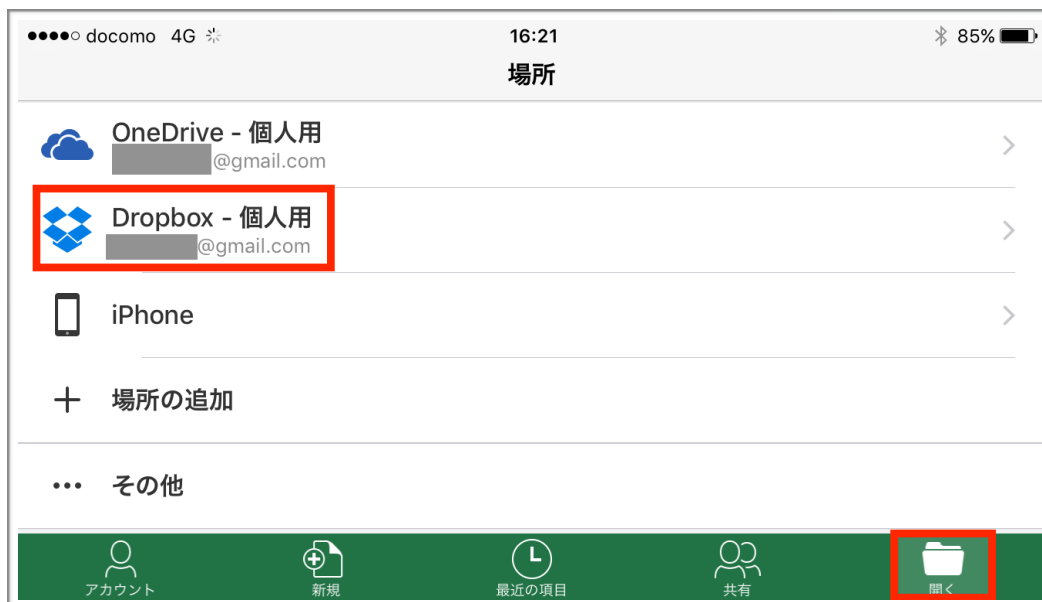 docomo 4G 16:21 85%
場所
OneDrive - 個人用
@gmail.com
Dropbox - 個人用
@gmail.com
iPhone
場所の追加
その他
アカウント 新規 最近の項目 共有 開く